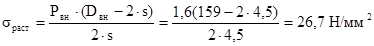 σраст = Pвн · (Dвн − 2 · s) / 2 · s = 1,6(159 − 2 · 4,5) / 2 · 4,5 = 26,7 Н/мм²